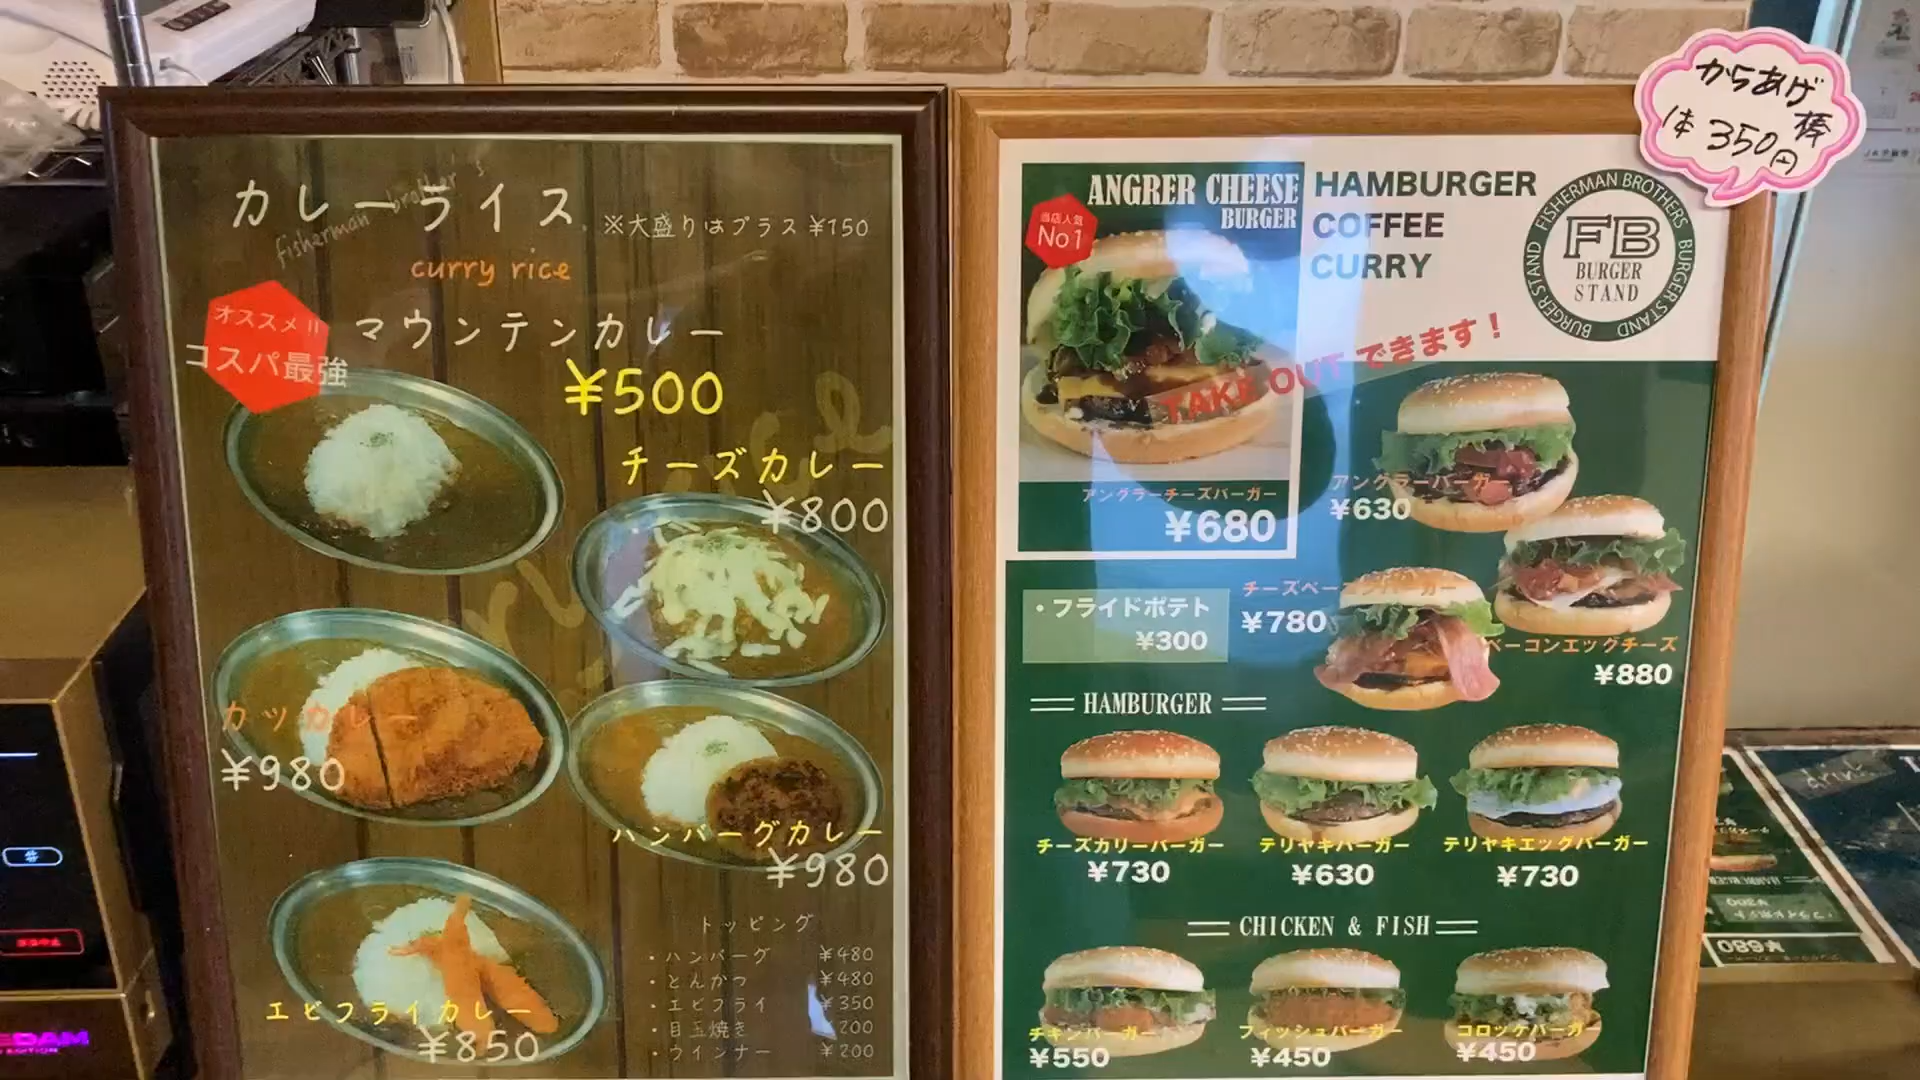 カレーライス
fisherman brother's
※大盛りはプラス ¥150
curry rice
オススメ!!
コスパ最強
マウンテンカレー
¥500
チーズカレー
¥800
カツカレー
¥980
ハンバーグカレー
¥980
エビフライカレー
¥850
トッピング
・ハンバーグ ¥480
・とんかつ ¥480
・エビフライ ¥350
・目玉焼き ¥200
・ウインナー ¥200
からあげ
棒
1本 350円
当店人気
No1
ANGRER CHEESE
BURGER
アングラーチーズバーガー
¥680
HAMBURGER
COFFEE
CURRY
FISHERMAN BROTHERS BURGER STAND BURGER STAND
FB
BURGER
STAND
TAKE OUT できます!
アングラーバーガー
¥630
・フライドポテト
¥300
チーズベーコンバーガー
¥780
ベーコンエッグチーズ
¥880
HAMBURGER
チーズカリーバーガー
¥730
テリヤキバーガー
¥630
テリヤキエッグバーガー
¥730
CHICKEN & FISH
チキンバーガー
¥550
フィッシュバーガー
¥450
コロッケバーガー
¥450